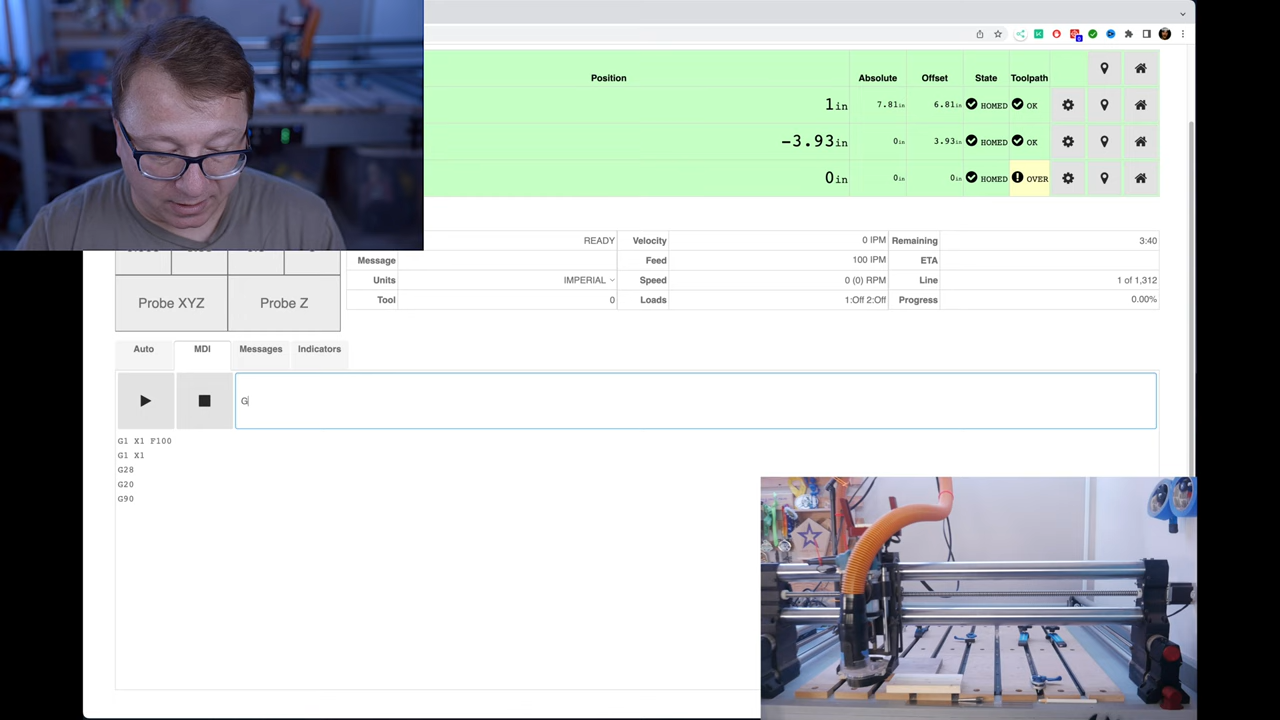 Position Absolute Offset State Toolpath
1in 7.81in 6.81in HOMED OK
-3.93in 0in 3.93in HOMED OK
0in 0in 0in HOMED OVER
READY Velocity 0 IPM Remaining 3:40
Message Feed 100 IPM ETA
Units IMPERIAL Speed 0 (0) RPM Line 1 of 1,312
Tool 0 Loads 1:Off 2:Off Progress 0.00%
Probe XYZ Probe Z
Auto MDI Messages Indicators
G
G1 X1 F100
G1 X1
G28
G20
G90